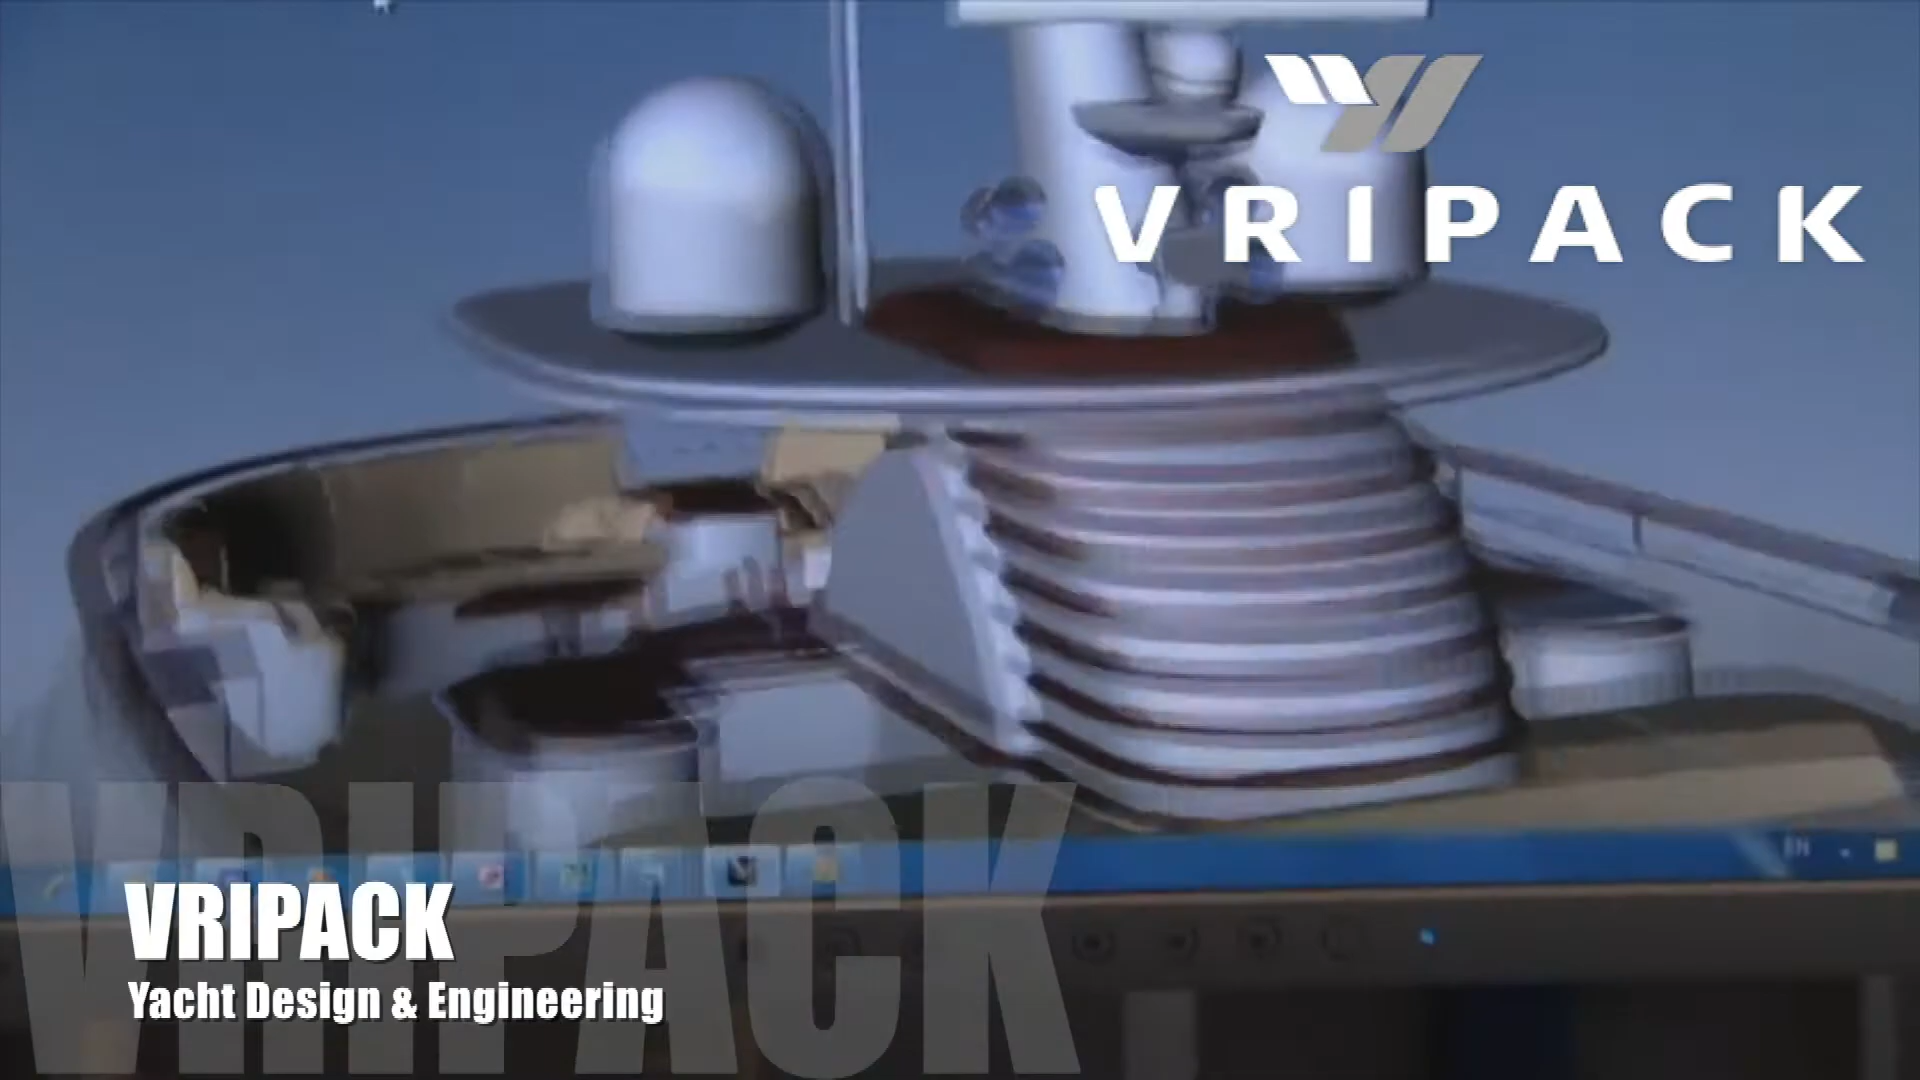 VRIPACK
VRIPACK
VRIPACK
Yacht Design & Engineering
EN